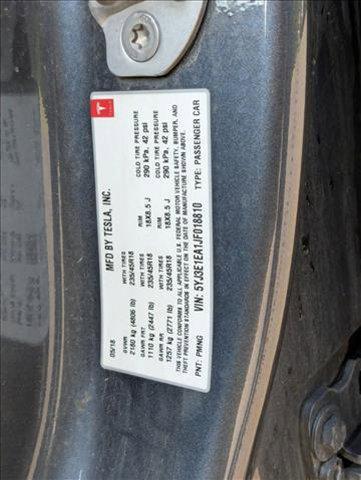 T
MFD BY TESLA, INC.
05/18
GVWR
2180 kg (4806 lb)
GAWR FRT WITH TIRES RIM COLD TIRE PRESSURE
1110 kg (2447 lb) 235/45R18 18X8.5 J 290 kPa, 42 psi
GAWR RR WITH TIRES RIM COLD TIRE PRESSURE
1257 kg (2771 lb) 235/45R18 18X8.5 J 290 kPa, 42 psi
THIS VEHICLE CONFORMS TO ALL APPLICABLE U.S. FEDERAL MOTOR VEHICLE SAFETY, BUMPER, AND
THEFT PREVENTION STANDARDS IN EFFECT ON THE DATE OF MANUFACTURE SHOWN ABOVE.
VIN: 5YJ3E1EA1JF018810
PNT: PMNG TYPE: PASSENGER CAR